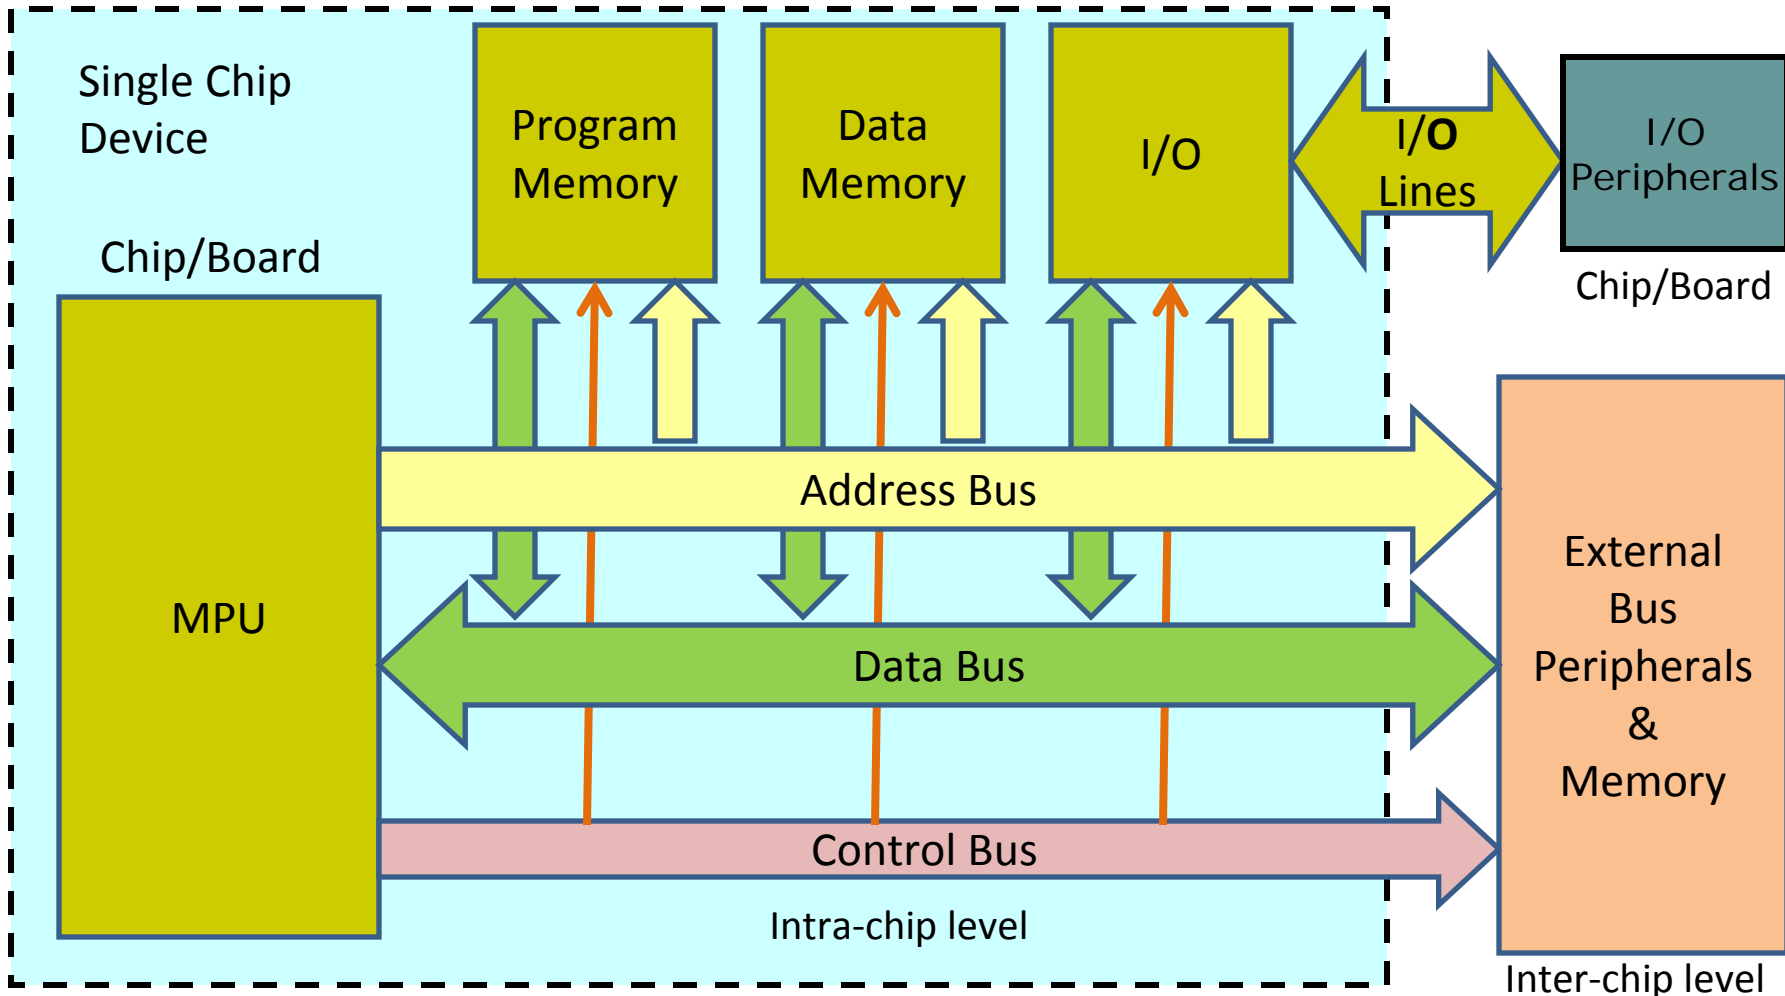 Single Chip
Device
Program
Memory
Data
Memory
I/O
I/O
Lines
I/O
Peripherals
Chip/Board
Chip/Board
MPU
Address Bus
Data Bus
Control Bus
External
Bus
Peripherals
&
Memory
Intra-chip level
Inter-chip level